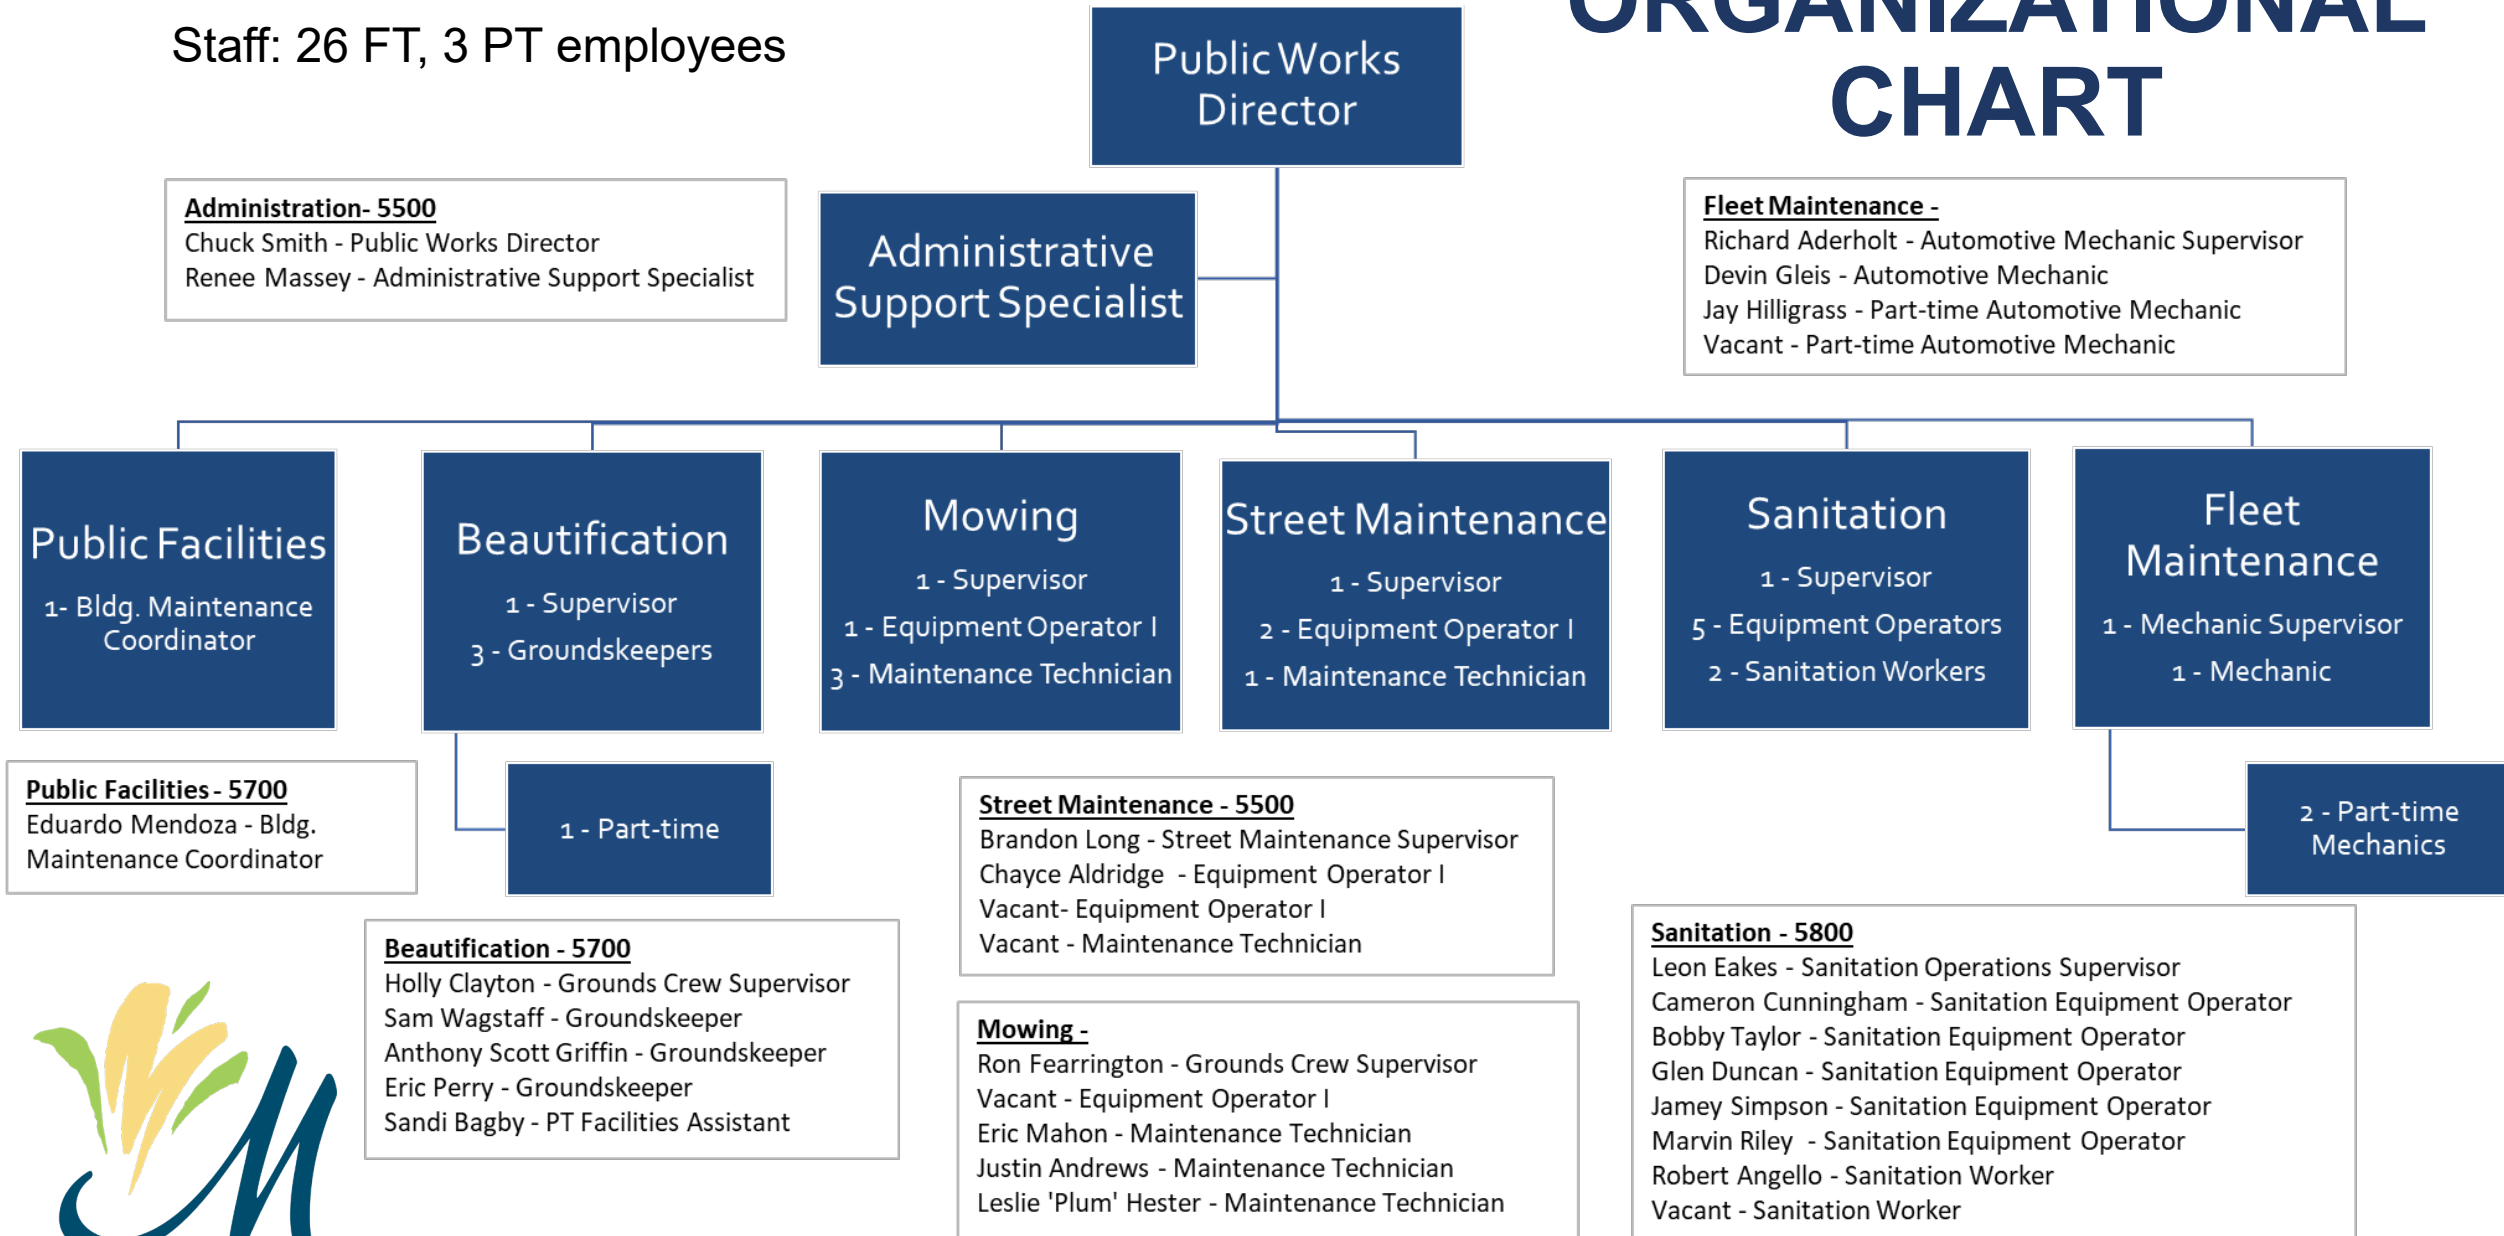 Staff: 26 FT, 3 PT employees
ORGANIZATIONAL
CHART
Public Works
Director
Administration- 5500
Chuck Smith - Public Works Director
Renee Massey - Administrative Support Specialist
Administrative
Support Specialist
Fleet Maintenance -
Richard Aderholt - Automotive Mechanic Supervisor
Devin Gleis - Automotive Mechanic
Jay Hilligrass - Part-time Automotive Mechanic
Vacant - Part-time Automotive Mechanic
Public Facilities
1- Bldg. Maintenance
Coordinator
Beautification
1 - Supervisor
3 - Groundskeepers
Mowing
1 - Supervisor
1 - Equipment Operator I
3 - Maintenance Technician
Street Maintenance
1 - Supervisor
2 - Equipment Operator I
1 - Maintenance Technician
Sanitation
1 - Supervisor
5 - Equipment Operators
2 - Sanitation Workers
Fleet
Maintenance
1 - Mechanic Supervisor
1 - Mechanic
1 - Part-time
2 - Part-time
Mechanics
Public Facilities - 5700
Eduardo Mendoza - Bldg.
Maintenance Coordinator
Beautification - 5700
Holly Clayton - Grounds Crew Supervisor
Sam Wagstaff - Groundskeeper
Anthony Scott Griffin - Groundskeeper
Eric Perry - Groundskeeper
Sandi Bagby - PT Facilities Assistant
Street Maintenance - 5500
Brandon Long - Street Maintenance Supervisor
Chayce Aldridge  - Equipment Operator I
Vacant- Equipment Operator I
Vacant - Maintenance Technician
Mowing -
Ron Fearrington - Grounds Crew Supervisor
Vacant - Equipment Operator I
Eric Mahon - Maintenance Technician
Justin Andrews - Maintenance Technician
Leslie 'Plum' Hester - Maintenance Technician
Sanitation - 5800
Leon Eakes - Sanitation Operations Supervisor
Cameron Cunningham - Sanitation Equipment Operator
Bobby Taylor - Sanitation Equipment Operator
Glen Duncan - Sanitation Equipment Operator
Jamey Simpson - Sanitation Equipment Operator
Marvin Riley  - Sanitation Equipment Operator
Robert Angello - Sanitation Worker
Vacant - Sanitation Worker
M